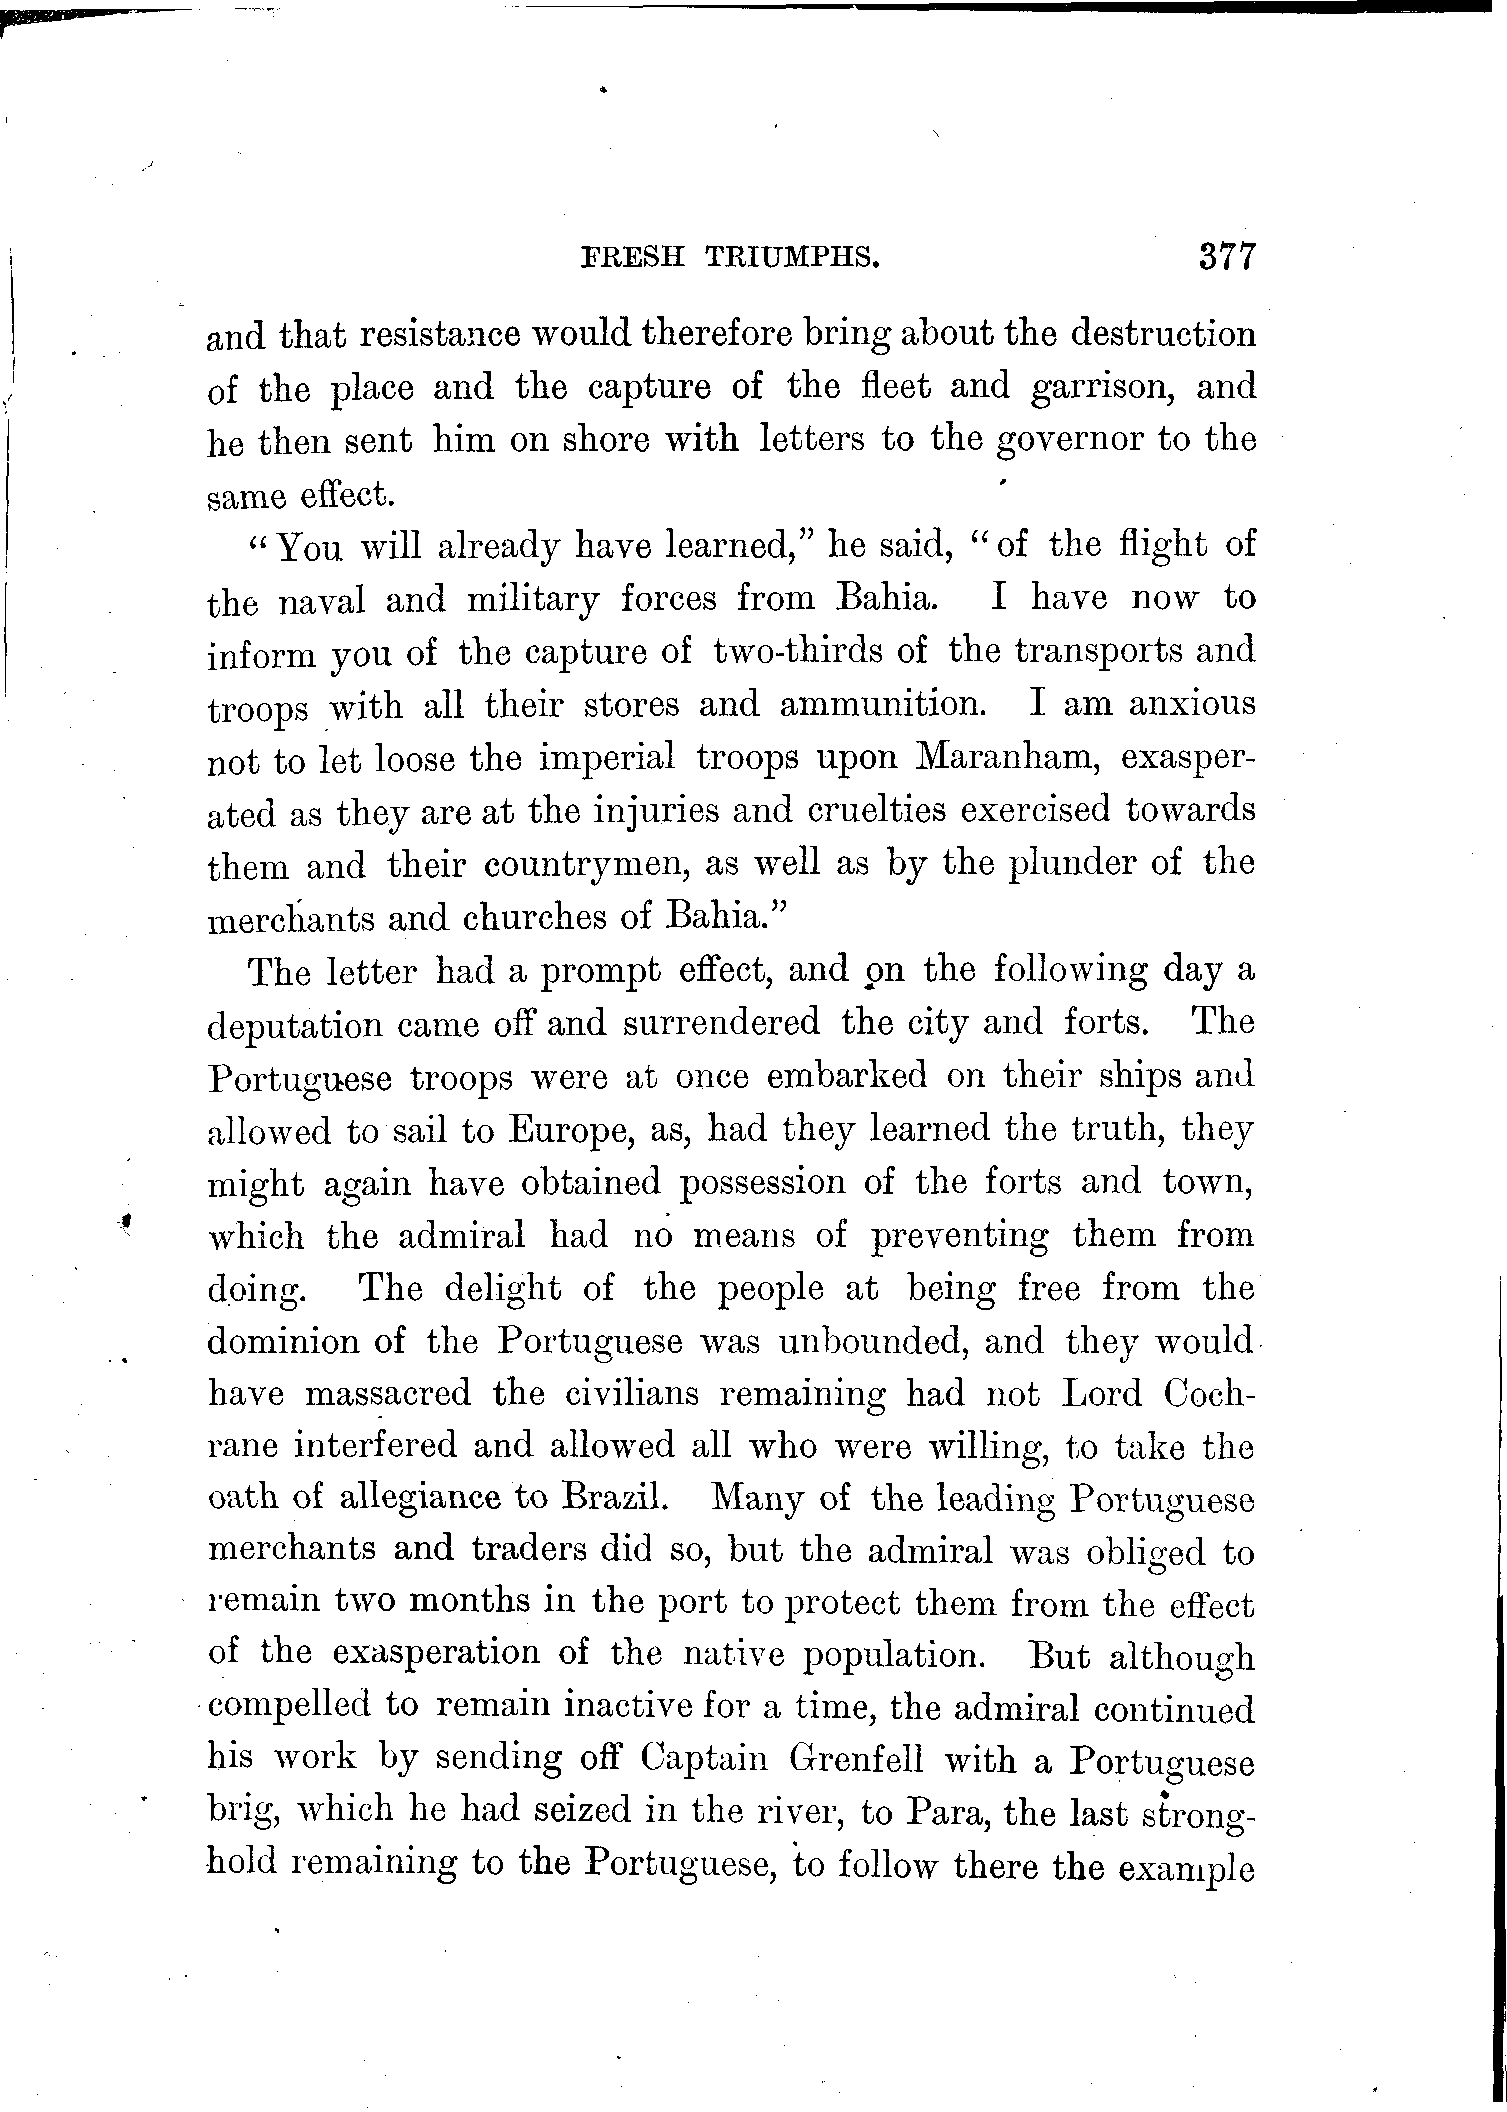 FRESH TRIUMPHS. 377
and that resistance would therefore bring about the destruction
of the place and the capture of the fleet and garrison, and
he then sent him on shore with letters to the governor to the
same effect.
“You will already have learned,” he said, “of the flight of
the naval and military forces from Bahia. I have now to
inform you of the capture of two-thirds of the transports and
troops with all their stores and ammunition. I am anxious
not to let loose the imperial troops upon Maranham, exasper-
ated as they are at the injuries and cruelties exercised towards
them and their countrymen, as well as by the plunder of the
merchants and churches of Bahia.”
The letter had a prompt effect, and on the following day a
deputation came off and surrendered the city and forts. The
Portuguese troops were at once embarked on their ships and
allowed to sail to Europe, as, had they learned the truth, they
might again have obtained possession of the forts and town,
which the admiral had no means of preventing them from
doing. The delight of the people at being free from the
dominion of the Portuguese was unbounded, and they would
have massacred the civilians remaining had not Lord Coch-
rane interfered and allowed all who were willing, to take the
oath of allegiance to Brazil. Many of the leading Portuguese
merchants and traders did so, but the admiral was obliged to
remain two months in the port to protect them from the effect
of the exasperation of the native population. But although
compelled to remain inactive for a time, the admiral continued
his work by sending off Captain Grenfell with a Portuguese
brig, which he had seized in the river, to Para, the last strong-
hold remaining to the Portuguese, to follow there the example